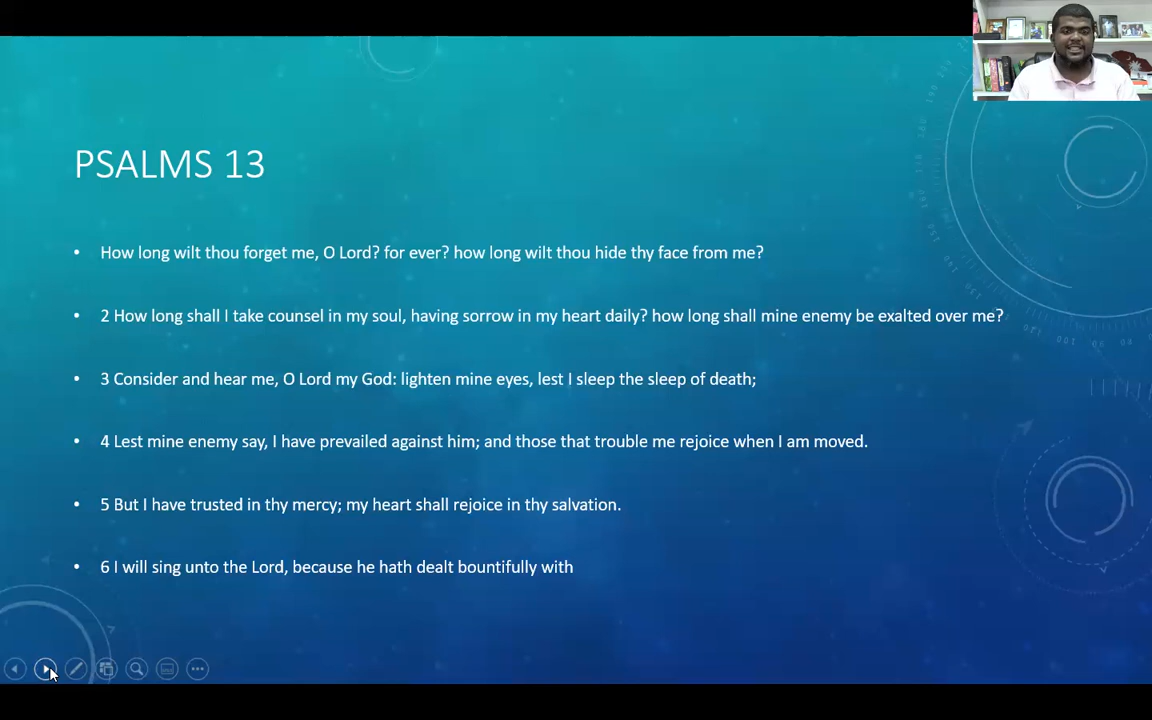 PSALMS 13
• How long wilt thou forget me, O Lord? for ever? how long wilt thou hide thy face from me?
• 2 How long shall I take counsel in my soul, having sorrow in my heart daily? how long shall mine enemy be exalted over me?
• 3 Consider and hear me, O Lord my God: lighten mine eyes, lest I sleep the sleep of death;
• 4 Lest mine enemy say, I have prevailed against him; and those that trouble me rejoice when I am moved.
• 5 But I have trusted in thy mercy; my heart shall rejoice in thy salvation.
• 6 I will sing unto the Lord, because he hath dealt bountifully with